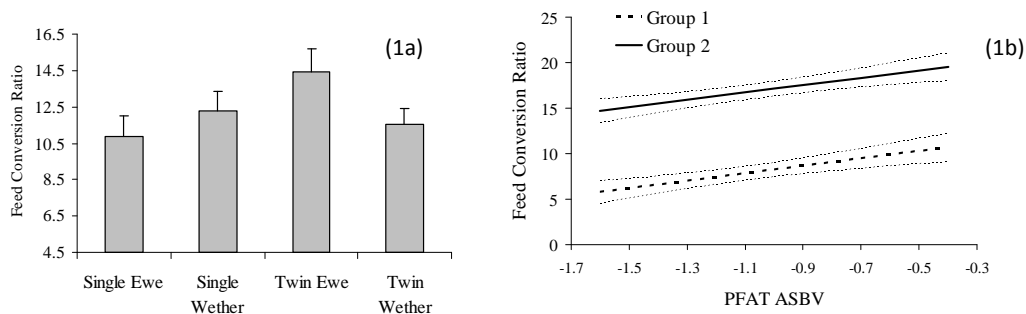 (1a)
Feed Conversion Ratio
16.5
14.5
12.5
10.5
8.5
6.5
4.5
Single Ewe
Single
Wether
Twin Ewe
Twin
Wether
(1b)
Group 1
Group 2
Feed Conversion Ratio
25
20
15
10
5
0
-1.7 -1.5 -1.3 -1.1 -0.9 -0.7 -0.5 -0.3
PFAT ASBV